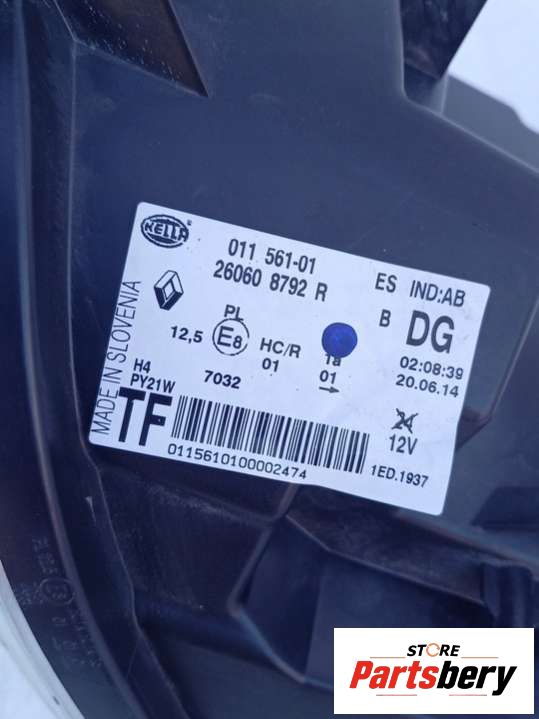 HELLA
011 561-01
26060 8792 R
ES IND:AB
B DG
PL
12,5 E8 HC/R 1a
01 01
02:08:39
20.06.14
H4
PY21W
7032
24
12V
MADE IN SLOVENIA
TF
0115610100002474
1ED.1937
STORE
Partsbery